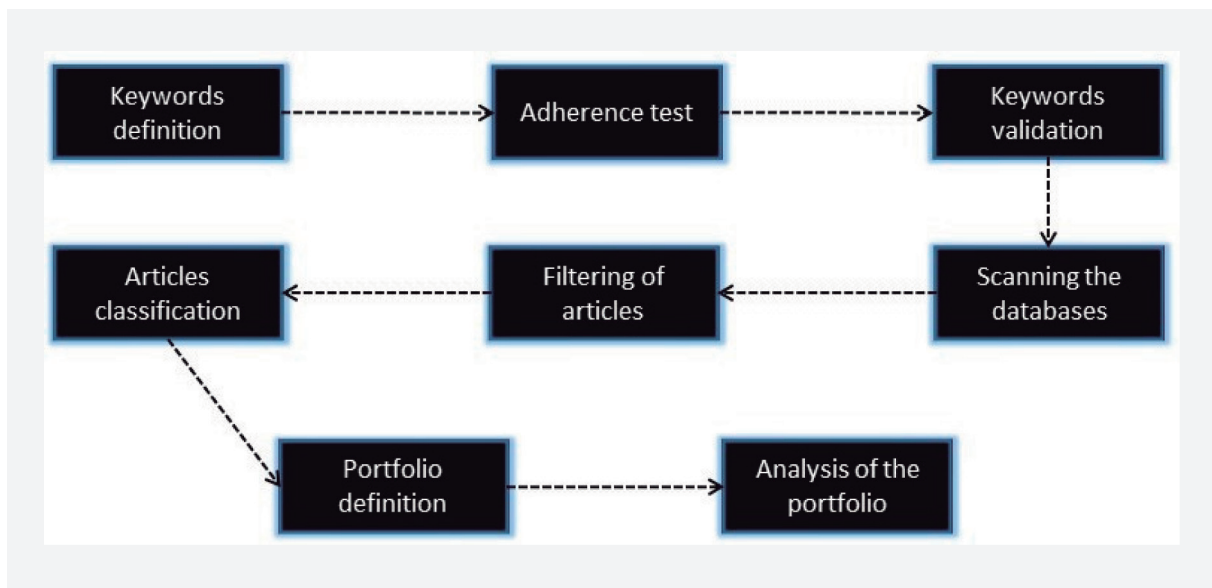 Keywords
definition
Adherence test
Keywords
validation
Scanning the
databases
Filtering of
articles
Articles
classification
Portfolio
definition
Analysis of the
portfolio